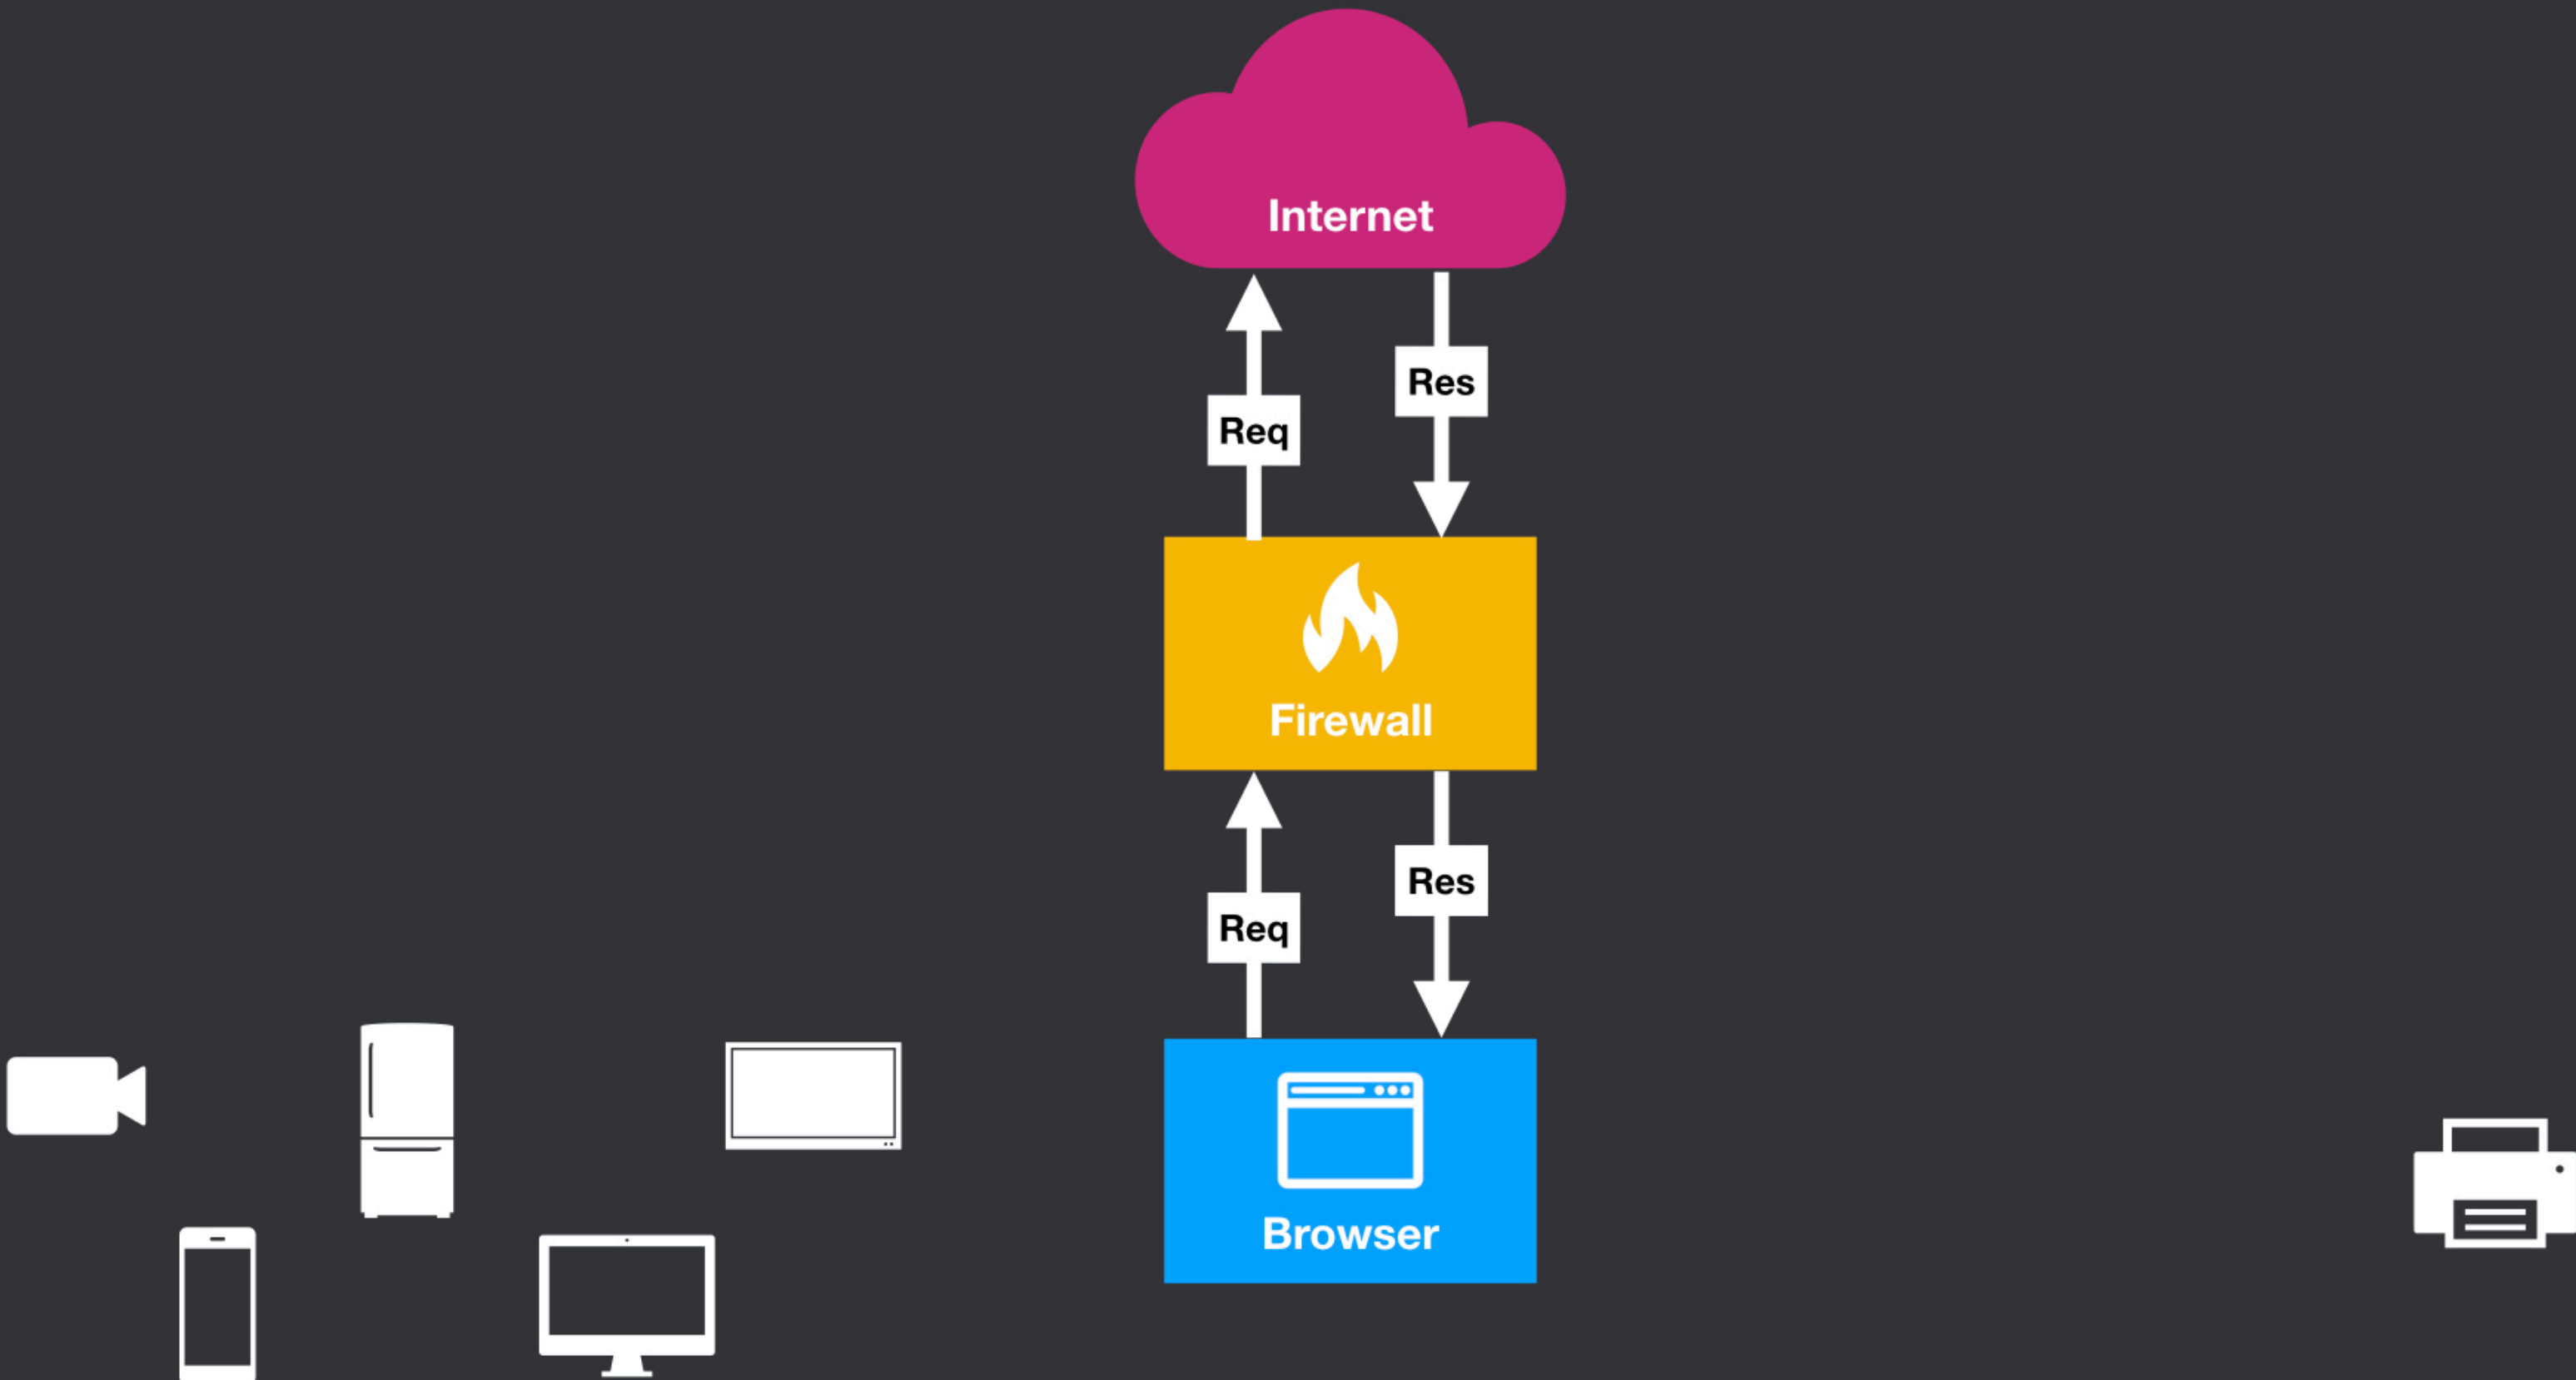 Internet
Res
Req
Firewall
Res
Req
Browser